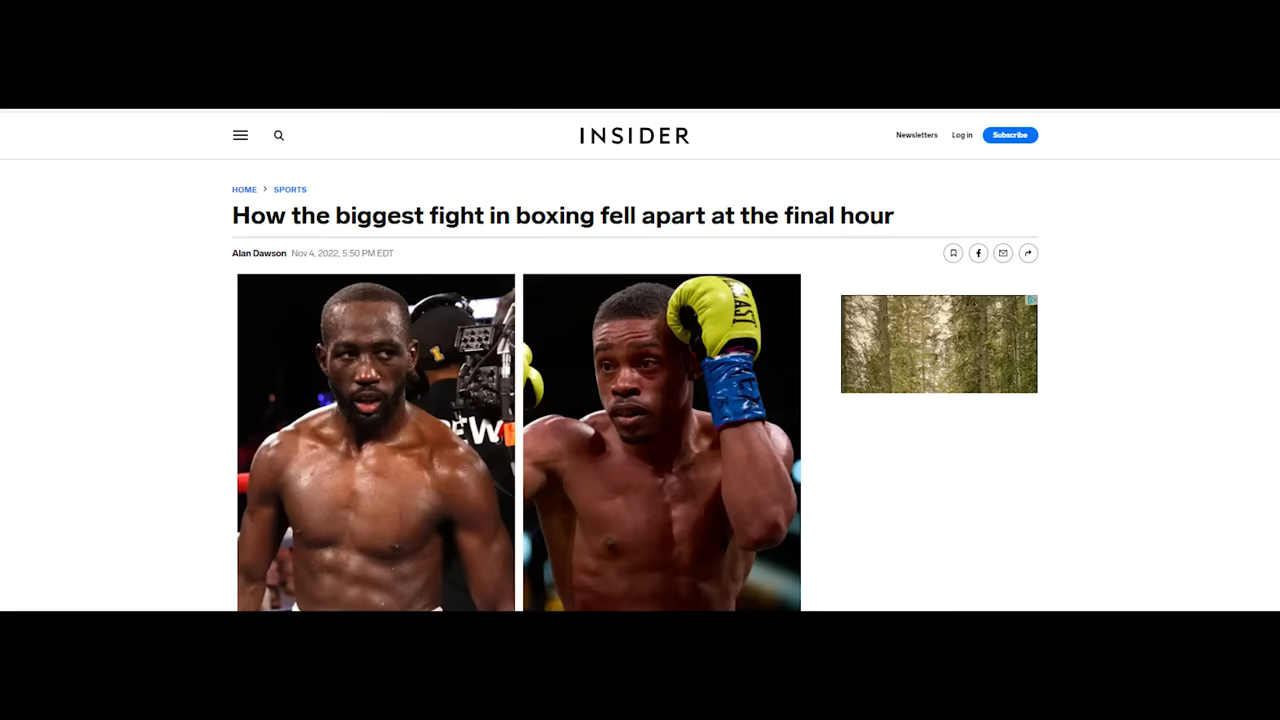 INSIDER
Newsletters Log in Subscribe
HOME > SPORTS
How the biggest fight in boxing fell apart at the final hour
Alan Dawson Nov 4, 2022, 5:50 PM EDT
EW